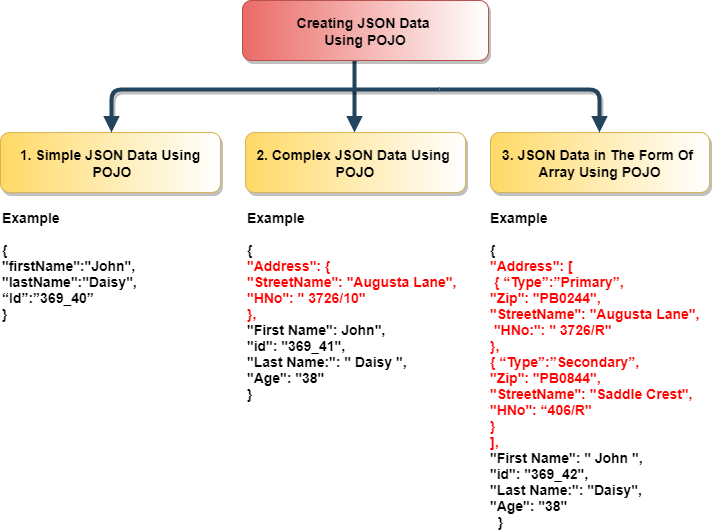 Creating JSON Data
Using POJO
1. Simple JSON Data Using
POJO
2. Complex JSON Data Using
POJO
3. JSON Data in The Form Of
Array Using POJO
Example
{
"firstName":"John",
"lastName":"Daisy",
“Id”:”369_40”
}
Example
{
"Address": {
"StreetName": "Augusta Lane",
"HNo": " 3726/10"
},
"First Name": John",
"id": "369_41",
"Last Name:": " Daisy ",
"Age": "38"
}
Example
{
"Address": [
{ “Type”:”Primary”,
"Zip": "PB0244",
"StreetName": "Augusta Lane",
"HNo:": " 3726/R"
},
{ “Type”:”Secondary”,
"Zip": "PB0844",
"StreetName": "Saddle Crest",
"HNo": “406/R"
}
],
"First Name": " John ",
"id": "369_42",
"Last Name:": "Daisy",
"Age": "38"
}